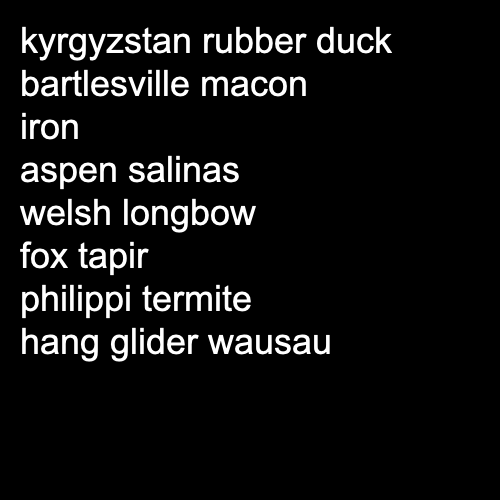 kyrgyzstan rubber duck
bartlesville macon
iron
aspen salinas
welsh longbow
fox tapir
philippi termite
hang glider wausau